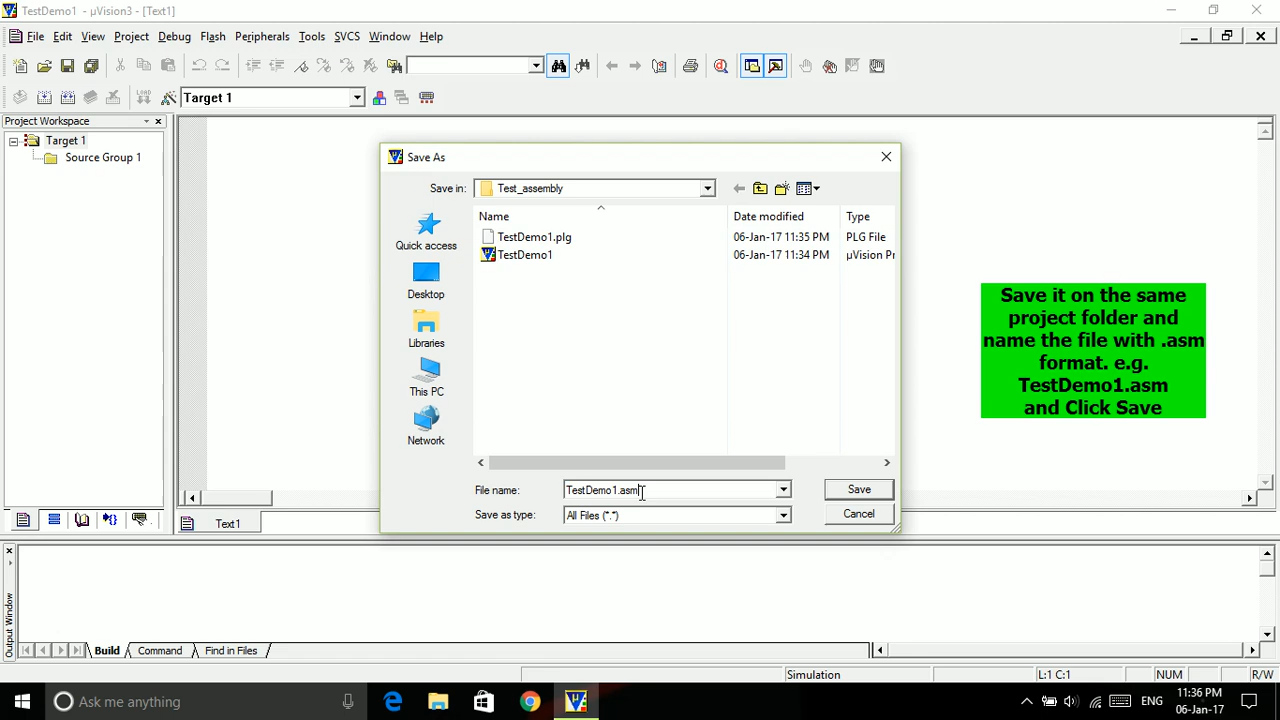 TestDemo1 - µVision3 - [Text1]
File Edit View Project Debug Flash Peripherals Tools SVCS Window Help
LOAD
Target 1
Project Workspace
Target 1
Source Group 1
Save As
Save in:
Test_assembly
Name
Date modified
Type
TestDemo1.plg
06-Jan-17 11:35 PM
PLG File
TestDemo1
06-Jan-17 11:34 PM
µVision Pr
Quick access
Desktop
Libraries
This PC
Network
File name:
TestDemo1.asm
Save
Save as type:
All Files (*.*)
Cancel
Save it on the same
project folder and
name the file with .asm
format. e.g.
TestDemo1.asm
and Click Save
Text1
Output Window
Build
Command
Find in Files
Simulation
L:1 C:1
NUM
R/W
Ask me anything
ENG
11:36 PM
06-Jan-17